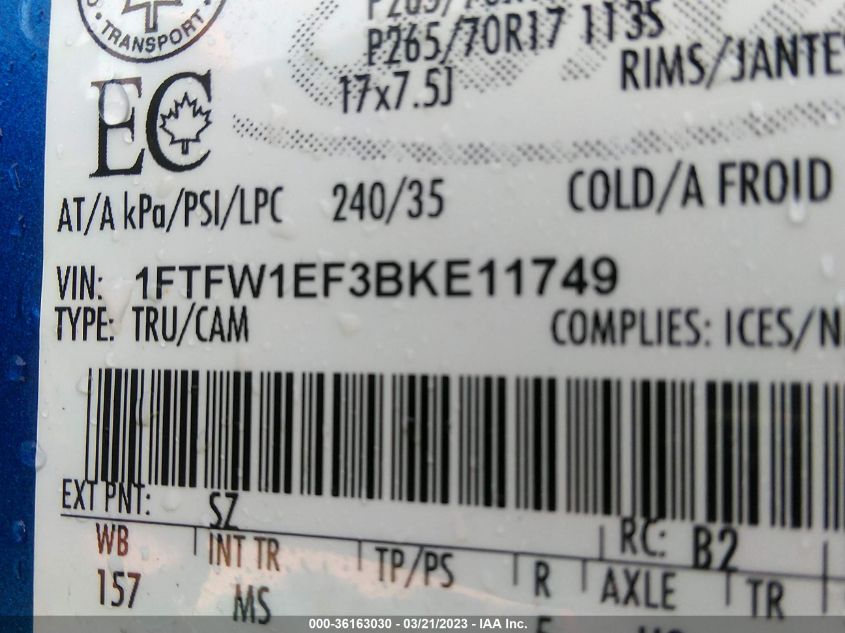 TRANSPORT
P265/70R17 113S
RIMS/JANTE
17x7.5J
EC
AT/A kPa/PSI/LPC 240/35 COLD/A FROID
VIN: 1FTFW1EF3BKE11749
TYPE: TRU/CAM COMPLIES: ICES/N
EXT PNT: SZ RC: B2
WB INT TR TP/PS R AXLE TR
157 MS
000-36163030 - 03/21/2023 - IAA Inc.